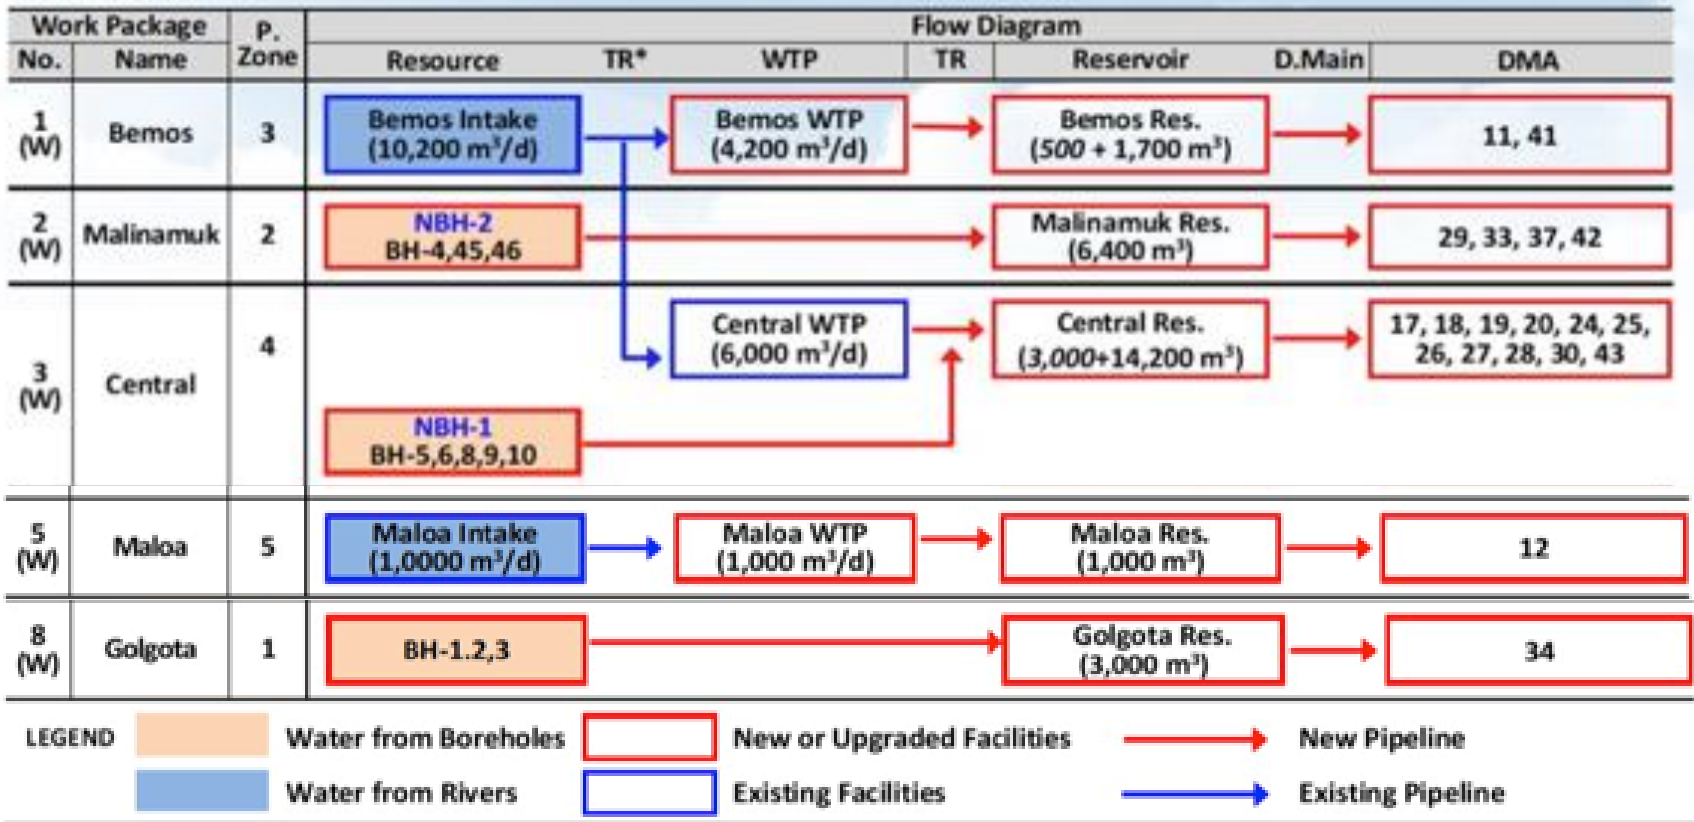 Work Package P. Zone Flow Diagram
No. Name Resource TR* WTP TR Reservoir D.Main DMA
1 (W) Bemos 3
Bemos Intake
(10,200 m³/d)
Bemos WTP
(4,200 m³/d)
Bemos Res.
(500 + 1,700 m³)
11, 41
2 (W) Malinamuk 2
NBH-2
BH-4,45,46
Malinamuk Res.
(6,400 m³)
29, 33, 37, 42
3 (W) Central 4
Central WTP
(6,000 m³/d)
Central Res.
(3,000+14,200 m³)
17, 18, 19, 20, 24, 25,
26, 27, 28, 30, 43
NBH-1
BH-5,6,8,9,10
5 (W) Maloa 5
Maloa Intake
(1,0000 m³/d)
Maloa WTP
(1,000 m³/d)
Maloa Res.
(1,000 m³)
12
8 (W) Golgota 1
BH-1.2,3
Golgota Res.
(3,000 m³)
34
LEGEND Water from Boreholes New or Upgraded Facilities New Pipeline
Water from Rivers Existing Facilities Existing Pipeline